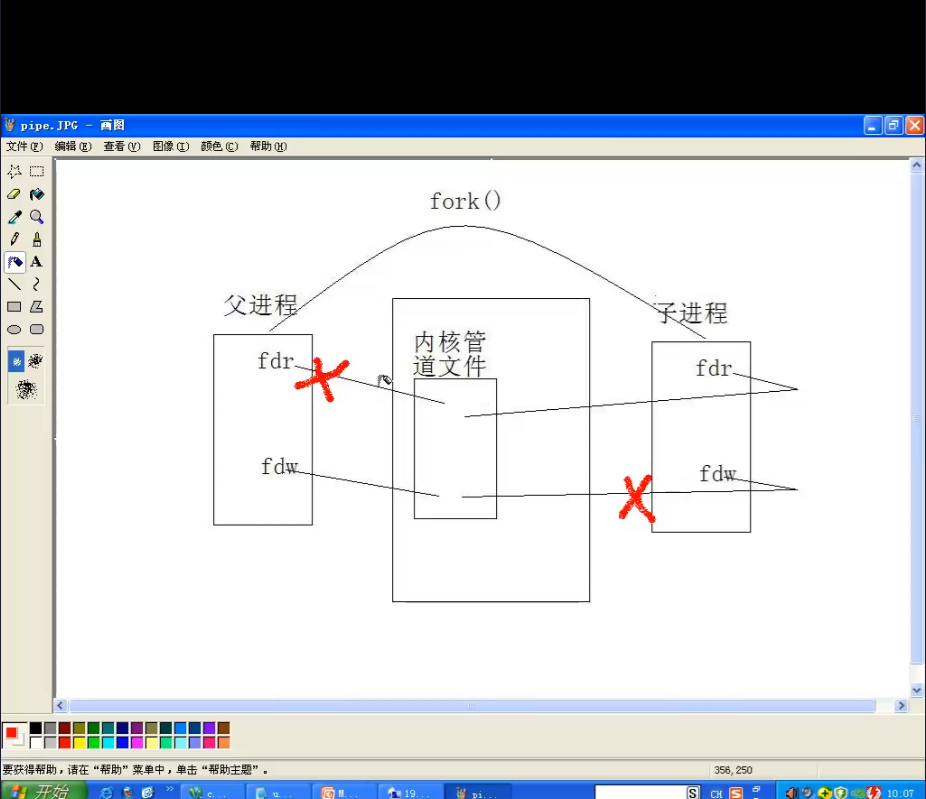 pipe.JPG - 画图
文件(F) 编辑(E) 查看(V) 图像(I) 颜色(C) 帮助(H)
A
fork()
父进程
子进程
内核管
道文件
fdr
fdr
fdw
fdw
要获得帮助，请在“帮助”菜单中，单击“帮助主题”。
356,250
开始
c...
u...
M...
19...
pi...
S
CH
S
10:07